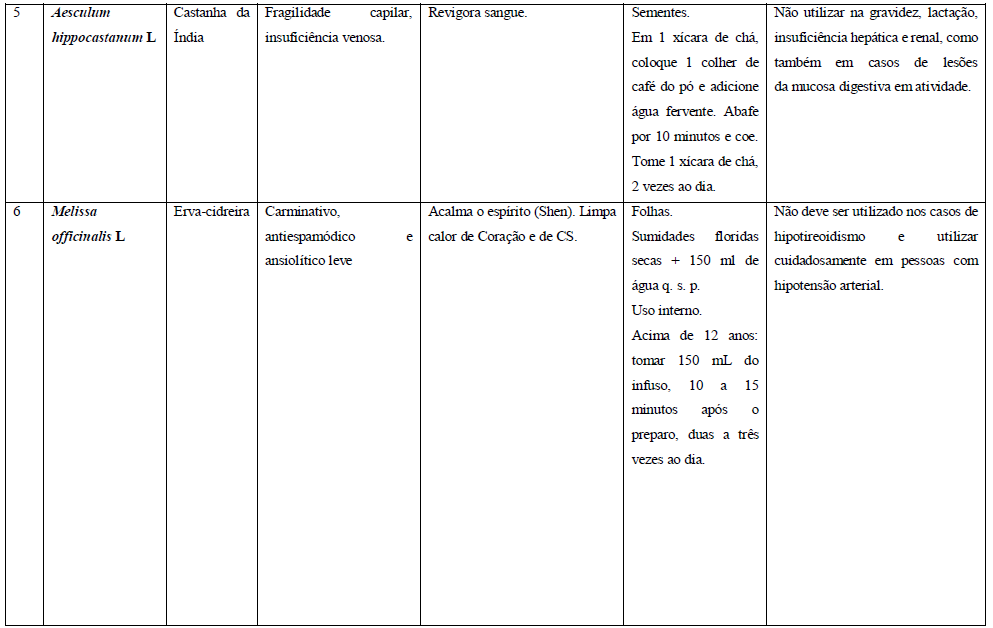 5
Aesculum
hippocastanum L
Castanha da
Índia
Fragilidade capilar,
insuficiência venosa.
Revigora sangue.
Sementes.
Em 1 xícara de chá,
coloque 1 colher de
café do pó e adicione
água fervente. Abafe
por 10 minutos e coe.
Tome 1 xícara de chá,
2 vezes ao dia.
Não utilizar na gravidez, lactação,
insuficiência hepática e renal, como
também em casos de lesões
da mucosa digestiva em atividade.
6
Melissa
officinalis L
Erva-cidreira
Carminativo,
antiespamódico e
ansiolítico leve
Acalma o espírito (Shen). Limpa
calor de Coração e de CS.
Folhas.
Sumidades floridas
secas + 150 ml de
água q. s. p.
Uso interno.
Acima de 12 anos:
tomar 150 mL do
infuso, 10 a 15
minutos após o
preparo, duas a três
vezes ao dia.
Não deve ser utilizado nos casos de
hipotireoidismo e utilizar
cuidadosamente em pessoas com
hipotensão arterial.